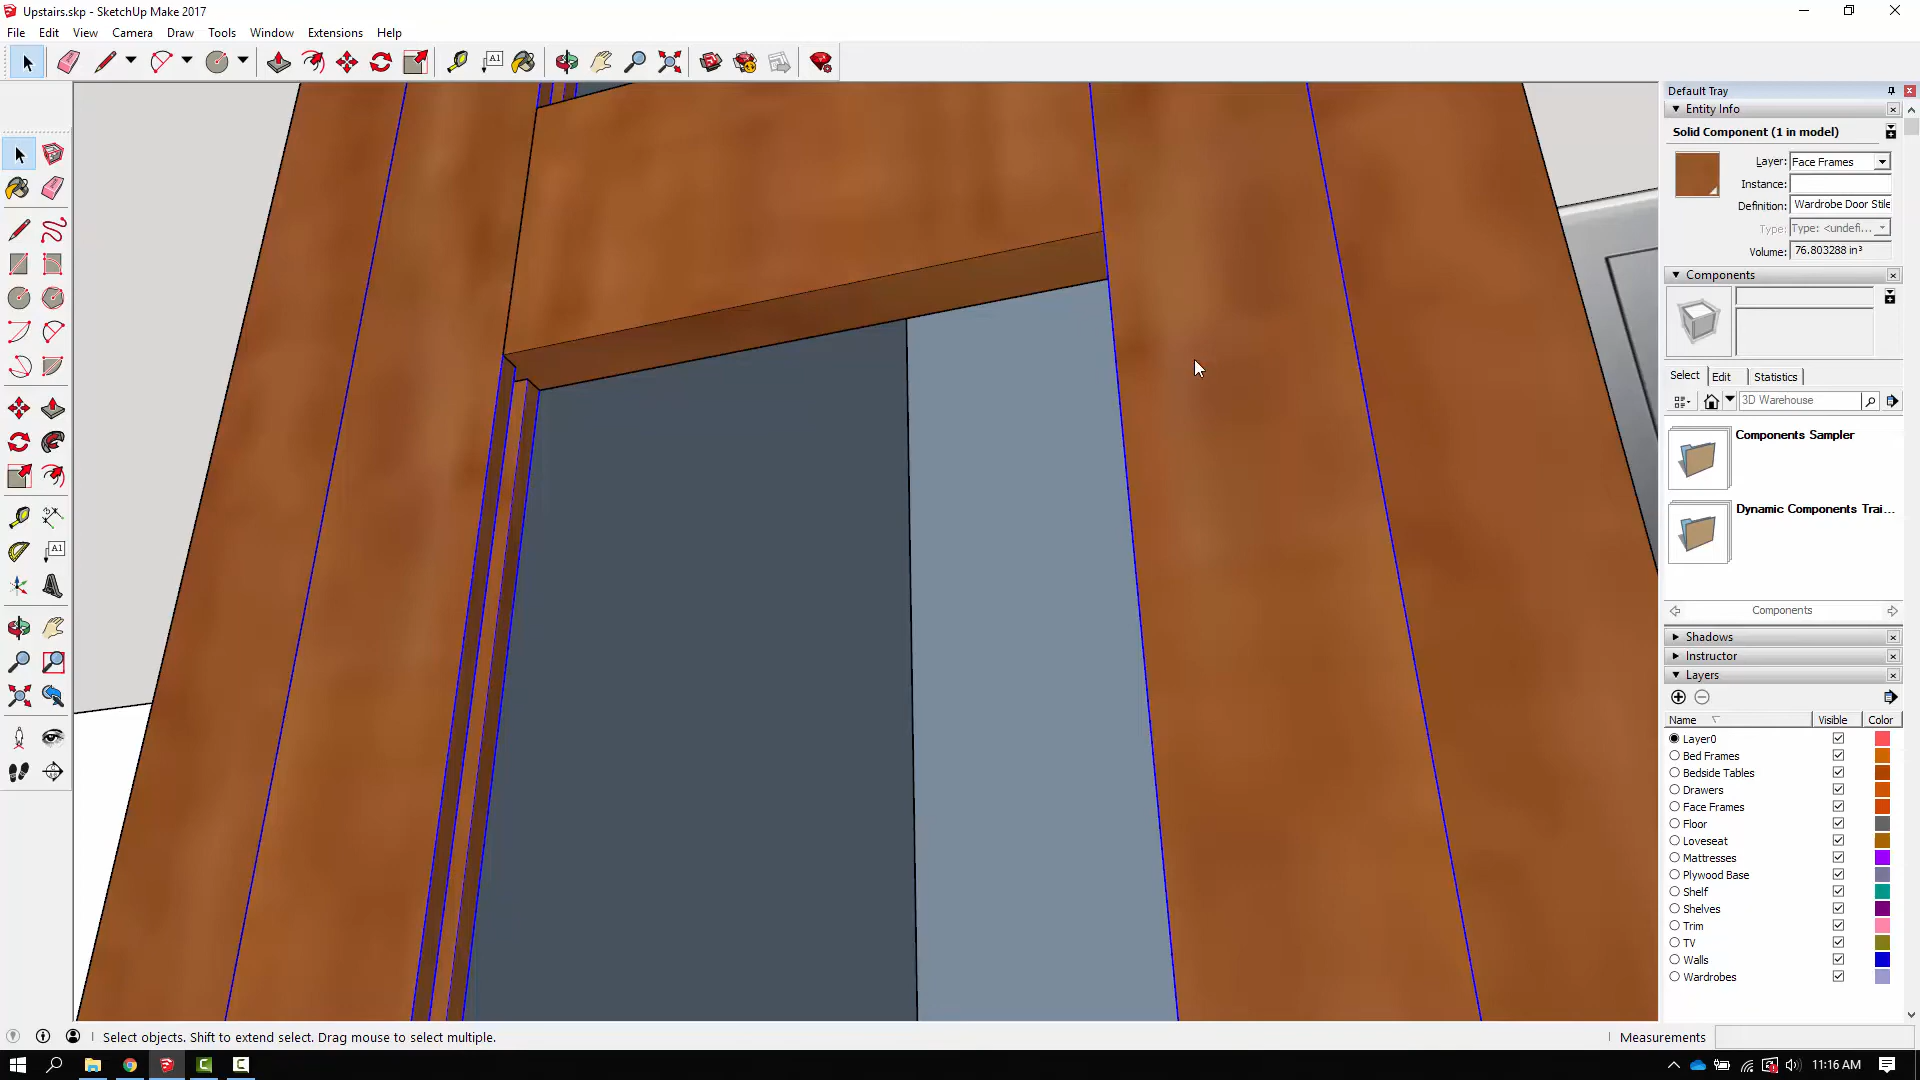 Upstairs.skp - SketchUp Make 2017
File Edit View Camera Draw Tools Window Extensions Help
A1
Default Tray
Entity Info
Solid Component (1 in model)
Layer: Face Frames
Instance:
Definition: Wardrobe Door Stile
Type: Type: <undefi...
Volume: 76.803288 in³
Components
Select Edit Statistics
3D Warehouse
Components Sampler
Dynamic Components Trai...
Components
Shadows
Instructor
Layers
Name Visible Color
Layer0
Bed Frames
Bedside Tables
Drawers
Face Frames
Floor
Loveseat
Mattresses
Plywood Base
Shelf
Shelves
Trim
TV
Walls
Wardrobes
A1
Select objects. Shift to extend select. Drag mouse to select multiple.
Measurements
11:16 AM